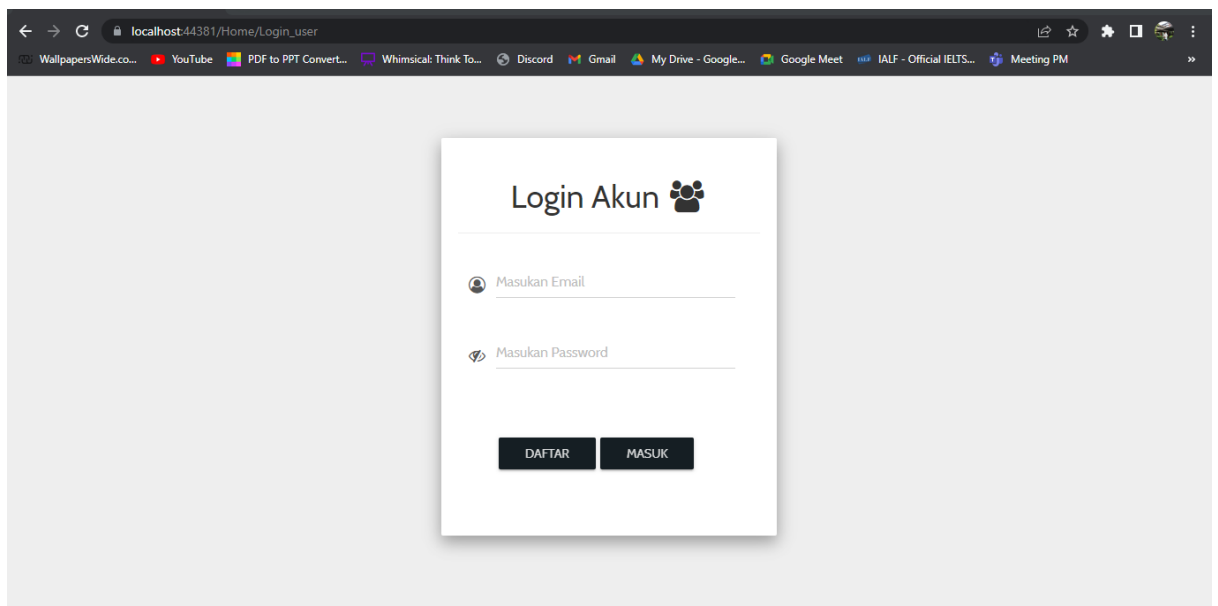 localhost:44381/Home/Login_user
WallpapersWide.co... YouTube PDF to PPT Convert... Whimsical: Think To... Discord Gmail My Drive - Google... Google Meet IALF - Official IELTS... Meeting PM »
Login Akun
Masukan Email
Masukan Password
DAFTAR MASUK